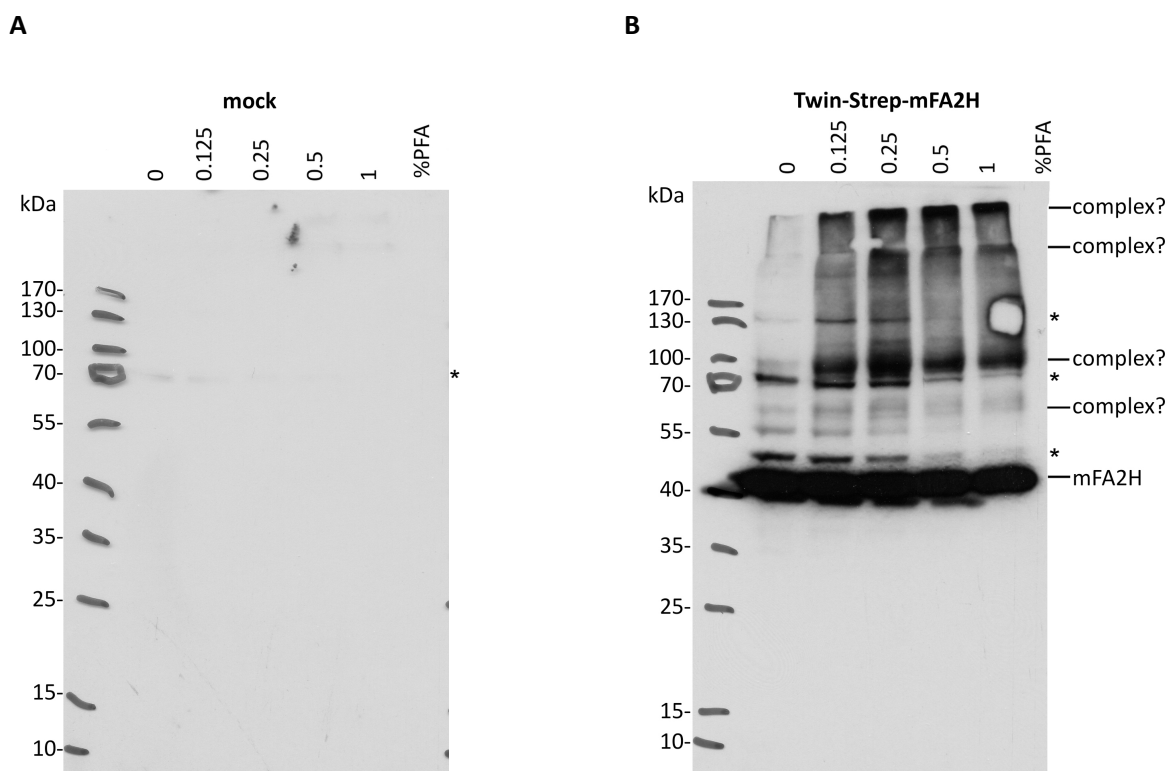 A
mock
0
0.125
0.25
0.5
1
%PFA
kDa
170-
130-
100-
70-
55-
40-
35-
25-
15-
10-
*
B
Twin-Strep-mFA2H
0
0.125
0.25
0.5
1
%PFA
kDa
170-
130-
100-
70-
55-
40-
35-
25-
15-
10-
complex?
complex?
*
complex?
*
complex?
*
mFA2H